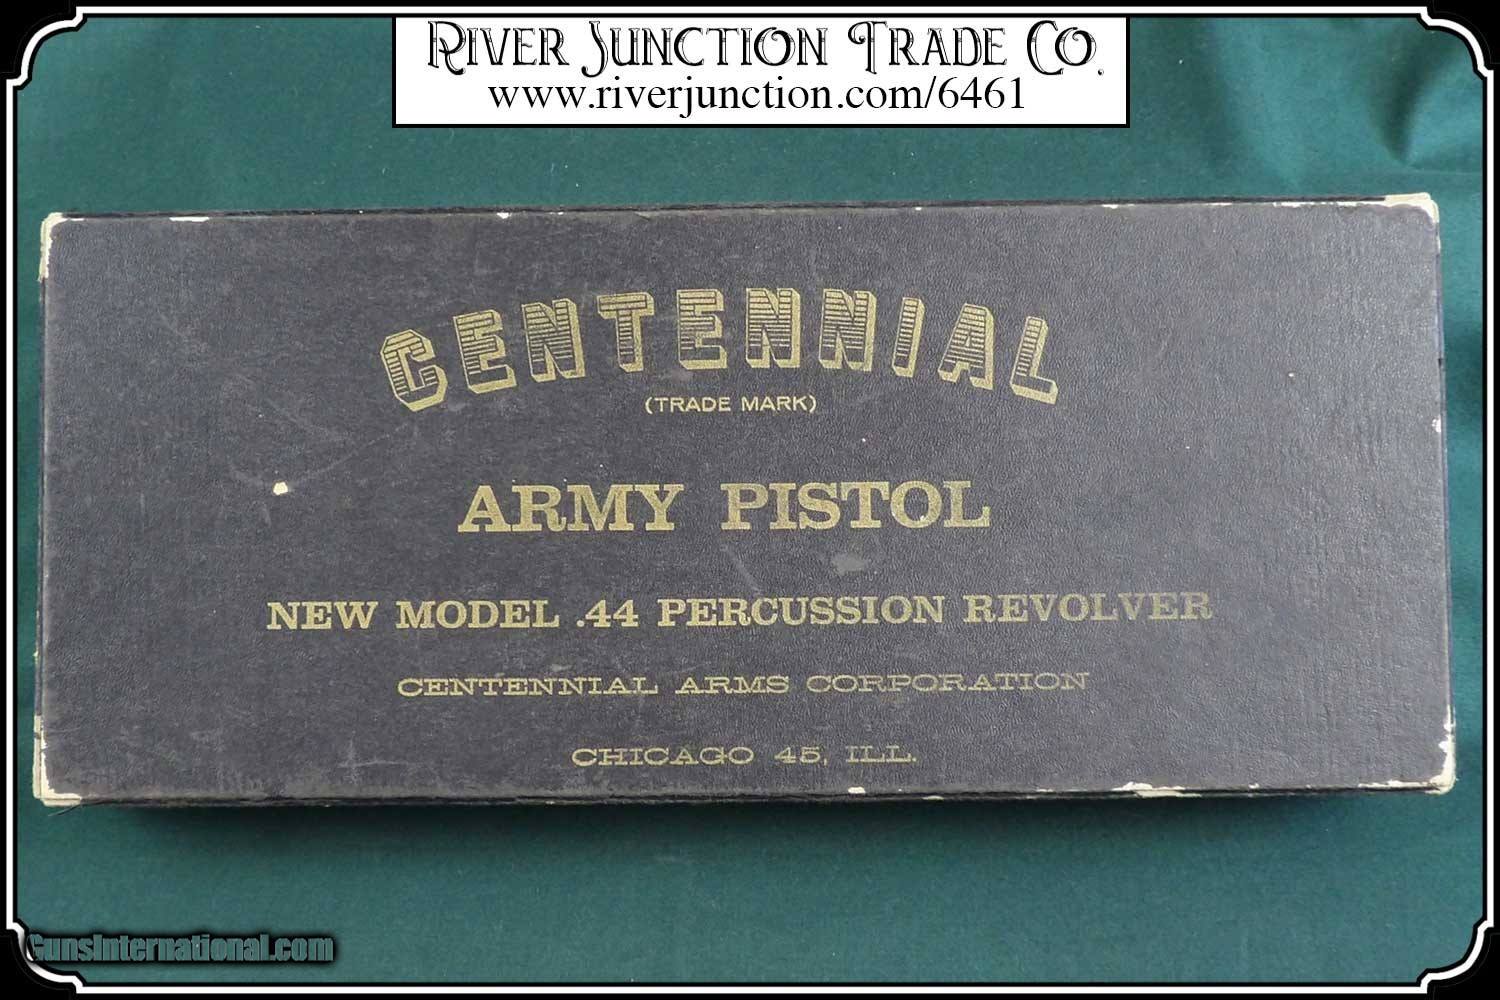 RIVER JUNCTION TRADE CO.
www.riverjunction.com/6461
CENTENNIAL
(TRADE MARK)
ARMY PISTOL
NEW MODEL .44 PERCUSSION REVOLVER
CENTENNIAL ARMS CORPORATION
CHICAGO 45, ILL.
GunsInternational.com